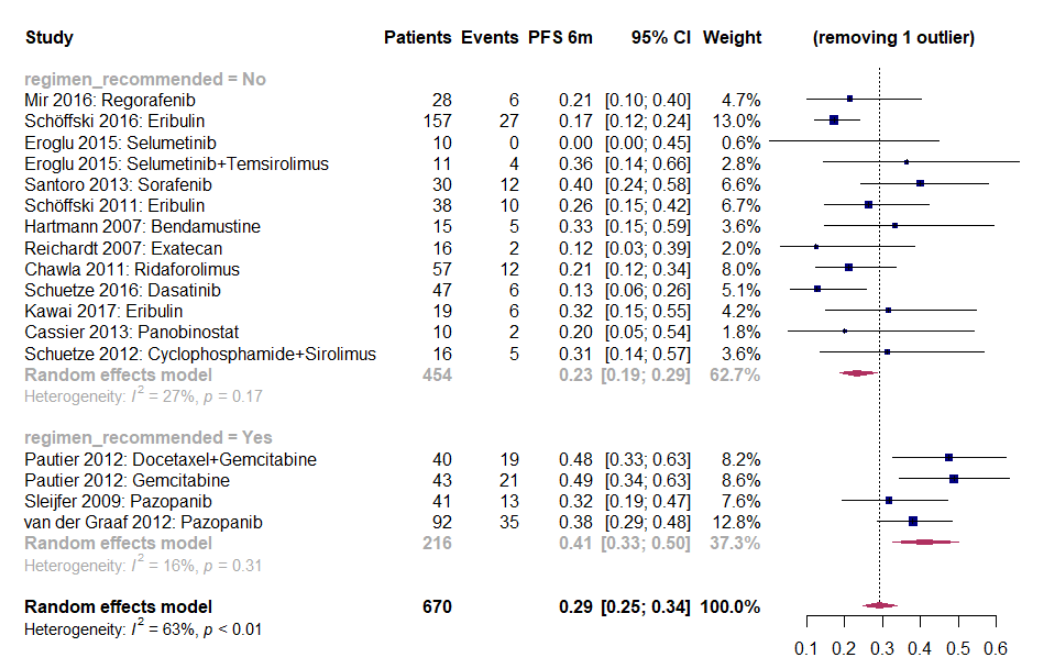 Study Patients Events PFS 6m 95% CI Weight (removing 1 outlier)
regimen_recommended = No
Mir 2016: Regorafenib 28 6 0.21 [0.10; 0.40] 4.7%
Schöffski 2016: Eribulin 157 27 0.17 [0.12; 0.24] 13.0%
Eroglu 2015: Selumetinib 10 0 0.00 [0.00; 0.45] 0.6%
Eroglu 2015: Selumetinib+Temsirolimus 11 4 0.36 [0.14; 0.66] 2.8%
Santoro 2013: Sorafenib 30 12 0.40 [0.24; 0.58] 6.6%
Schöffski 2011: Eribulin 38 10 0.26 [0.15; 0.42] 6.7%
Hartmann 2007: Bendamustine 15 5 0.33 [0.15; 0.59] 3.6%
Reichardt 2007: Exatecan 16 2 0.12 [0.03; 0.39] 2.0%
Chawla 2011: Ridaforolimus 57 12 0.21 [0.12; 0.34] 8.0%
Schuetze 2016: Dasatinib 47 6 0.13 [0.06; 0.26] 5.1%
Kawai 2017: Eribulin 19 6 0.32 [0.15; 0.55] 4.2%
Cassier 2013: Panobinostat 10 2 0.20 [0.05; 0.54] 1.8%
Schuetze 2012: Cyclophosphamide+Sirolimus 16 5 0.31 [0.14; 0.57] 3.6%
Random effects model 454 0.23 [0.19; 0.29] 62.7%
Heterogeneity: I² = 27%, p = 0.17
regimen_recommended = Yes
Pautier 2012: Docetaxel+Gemcitabine 40 19 0.48 [0.33; 0.63] 8.2%
Pautier 2012: Gemcitabine 43 21 0.49 [0.34; 0.63] 8.6%
Sleijfer 2009: Pazopanib 41 13 0.32 [0.19; 0.47] 7.6%
van der Graaf 2012: Pazopanib 92 35 0.38 [0.29; 0.48] 12.8%
Random effects model 216 0.41 [0.33; 0.50] 37.3%
Heterogeneity: I² = 16%, p = 0.31
Random effects model 670 0.29 [0.25; 0.34] 100.0%
Heterogeneity: I² = 63%, p < 0.01
0.1 0.2 0.3 0.4 0.5 0.6